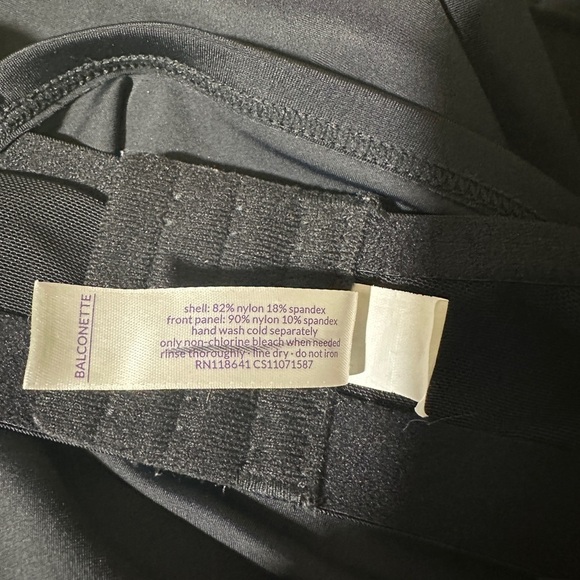 BALCONETTE
shell: 82% nylon 18% spandex
front panel: 90% nylon 10% spandex
hand wash cold separately
only non-chlorine bleach when needed
rinse thoroughly · line dry · do not iron
RN118641 CS11071587